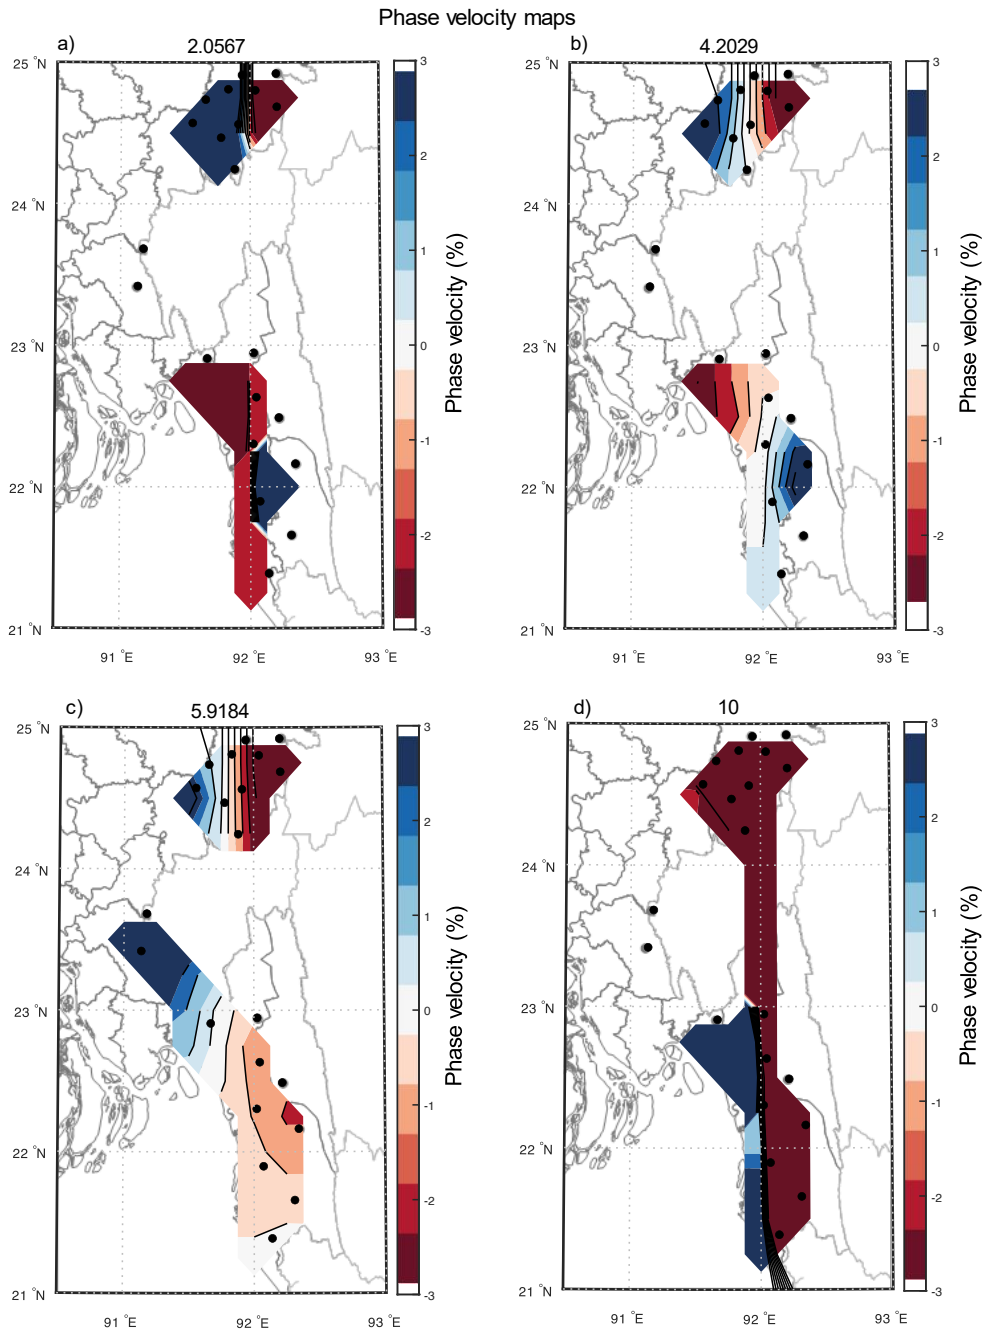 Phase velocity maps
a)
2.0567
25 °N
24 °N
23 °N
22 °N
21 °N
91 °E
92 °E
93 °E
3
2
1
0
-1
-2
-3
Phase velocity (%)
b)
4.2029
25 °N
24 °N
23 °N
22 °N
21 °N
91 °E
92 °E
93 °E
3
2
1
0
-1
-2
-3
Phase velocity (%)
c)
5.9184
25 °N
24 °N
23 °N
22 °N
21 °N
91 °E
92 °E
93 °E
3
2
1
0
-1
-2
-3
Phase velocity (%)
d)
10
25 °N
24 °N
23 °N
22 °N
21 °N
91 °E
92 °E
93 °E
3
2
1
0
-1
-2
-3
Phase velocity (%)